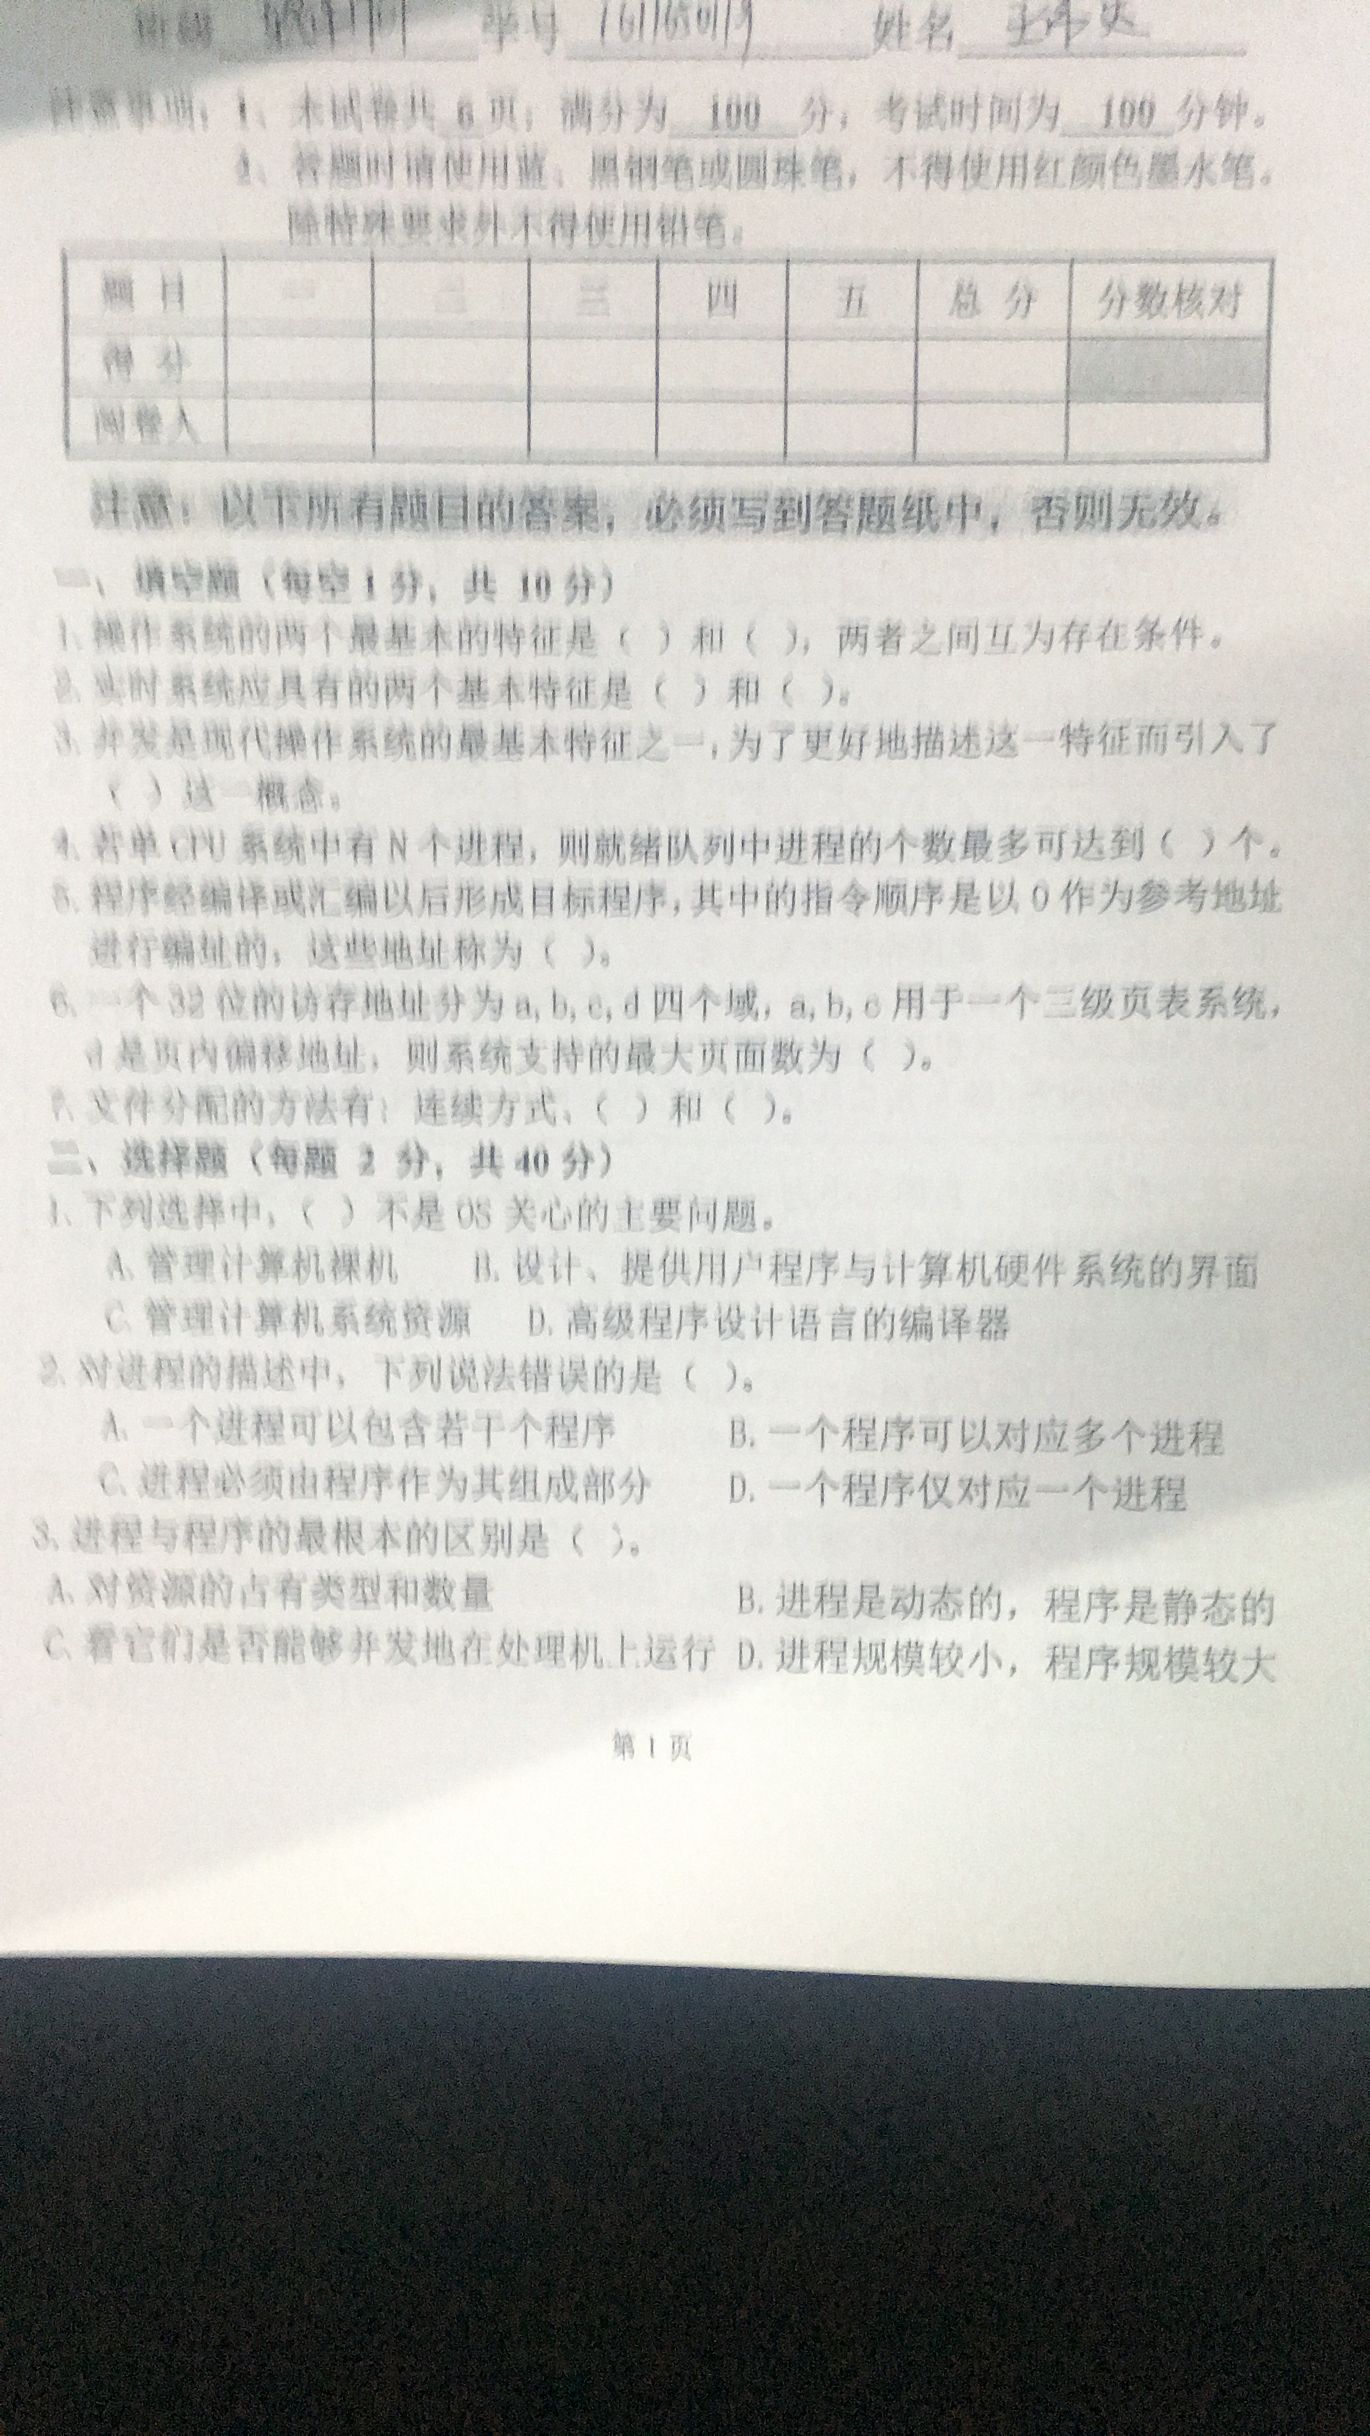 学号 161165019 姓名
注意事项：1、本试卷共 6 页；满分为 100 分；考试时间为 100 分钟。
2、答题时请使用蓝、黑钢笔或圆珠笔，不得使用红颜色墨水笔。
除特殊要求外不得使用铅笔。
题 目 一 二 三 四 五 总 分 分数核对
得 分
阅卷人
注意：以下所有题目的答案，必须写到答题纸中，否则无效。
一、填空题（每空 1 分，共 10 分）
1. 操作系统的两个最基本的特征是（ ）和（ ），两者之间互为存在条件。
2. 实时系统应具有的两个基本特征是（ ）和（ ）。
3. 并发是现代操作系统的最基本特征之一，为了更好地描述这一特征而引入了
（ ）这一概念。
4. 若单 CPU 系统中有 N 个进程，则就绪队列中进程的个数最多可达到（ ）个。
5. 程序经编译或汇编以后形成目标程序，其中的指令顺序是以 0 作为参考地址
进行编址的，这些地址称为（ ）。
6. 一个 32 位的访存地址分为 a,b,c,d 四个域，a,b,c 用于一个三级页表系统，
d 是页内偏移地址，则系统支持的最大页面数为（ ）。
7. 文件分配的方法有：连续方式、（ ）和（ ）。
二、选择题（每题 2 分，共 40 分）
1、下列选择中，（ ）不是 OS 关心的主要问题。
A. 管理计算机裸机 B. 设计、提供用户程序与计算机硬件系统的界面
C. 管理计算机系统资源 D. 高级程序设计语言的编译器
2. 对进程的描述中，下列说法错误的是（ ）。
A. 一个进程可以包含若干个程序 B. 一个程序可以对应多个进程
C. 进程必须由程序作为其组成部分 D. 一个程序仅对应一个进程
3. 进程与程序的最根本的区别是（ ）。
A. 对资源的占有类型和数量 B. 进程是动态的，程序是静态的
C. 看它们是否能够并发地在处理机上运行 D. 进程规模较小，程序规模较大
第 1 页